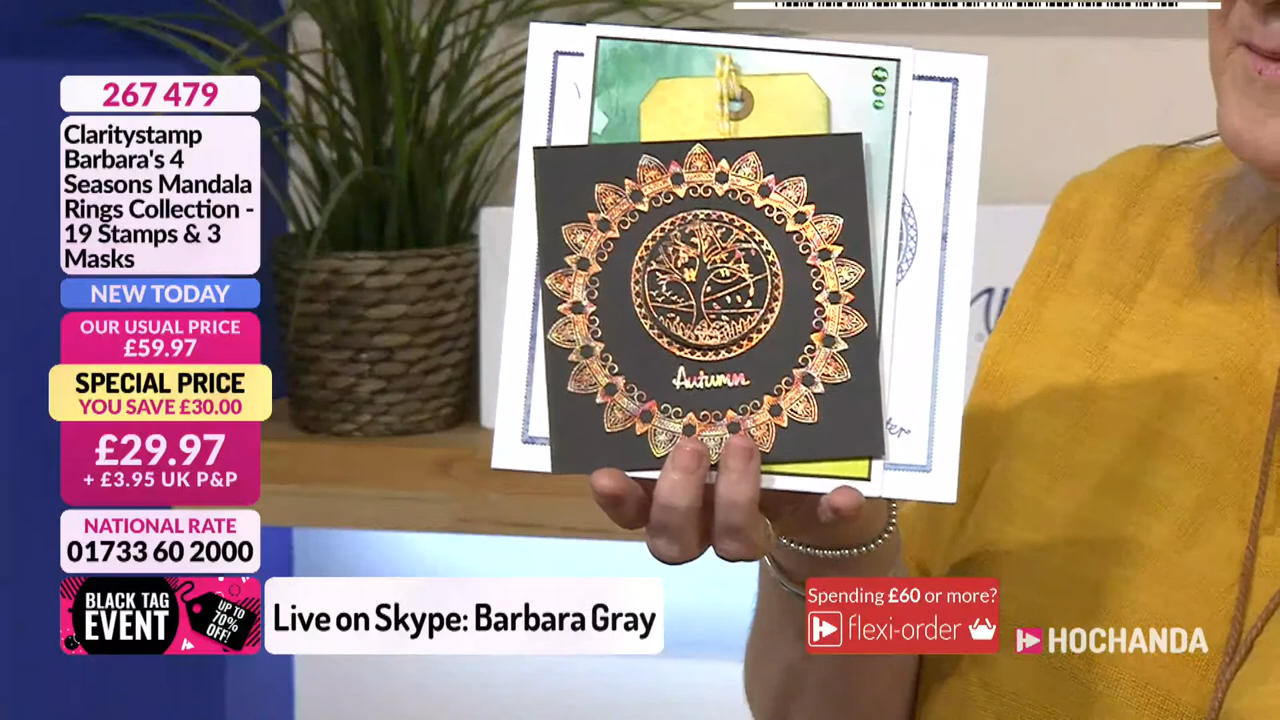 267 479
Claritystamp
Barbara's 4
Seasons Mandala
Rings Collection -
19 Stamps & 3
Masks
NEW TODAY
OUR USUAL PRICE
£59.97
SPECIAL PRICE
YOU SAVE £30.00
£29.97
+ £3.95 UK P&P
NATIONAL RATE
01733 60 2000
BLACK TAG
EVENT
UP TO
70%
OFF!
Live on Skype: Barbara Gray
Autumn
Spending £60 or more?
flexi-order
HOCHANDA